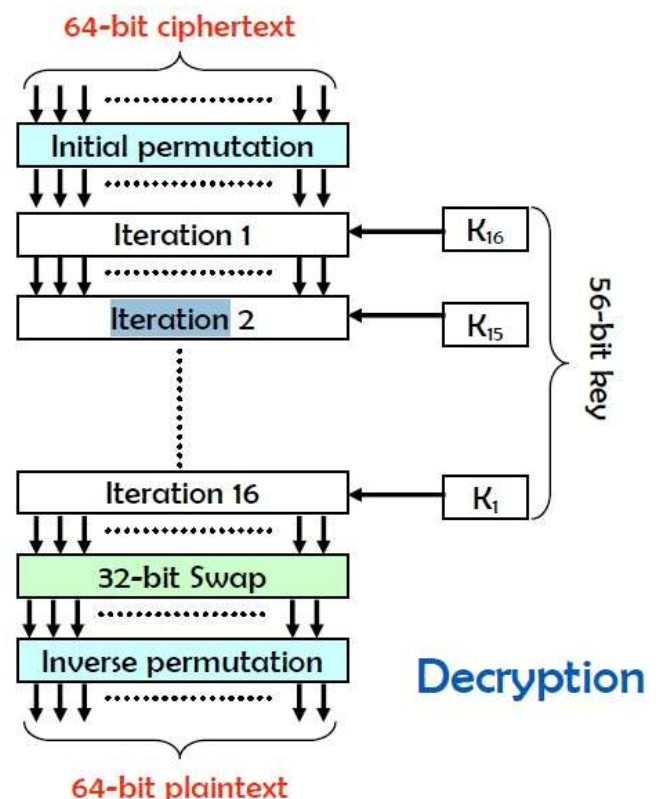 64-bit ciphertext
Initial permutation
Iteration 1
K₁₆
Iteration 2
K₁₅
56-bit key
Iteration 16
K₁
32-bit Swap
Inverse permutation
Decryption
64-bit plaintext